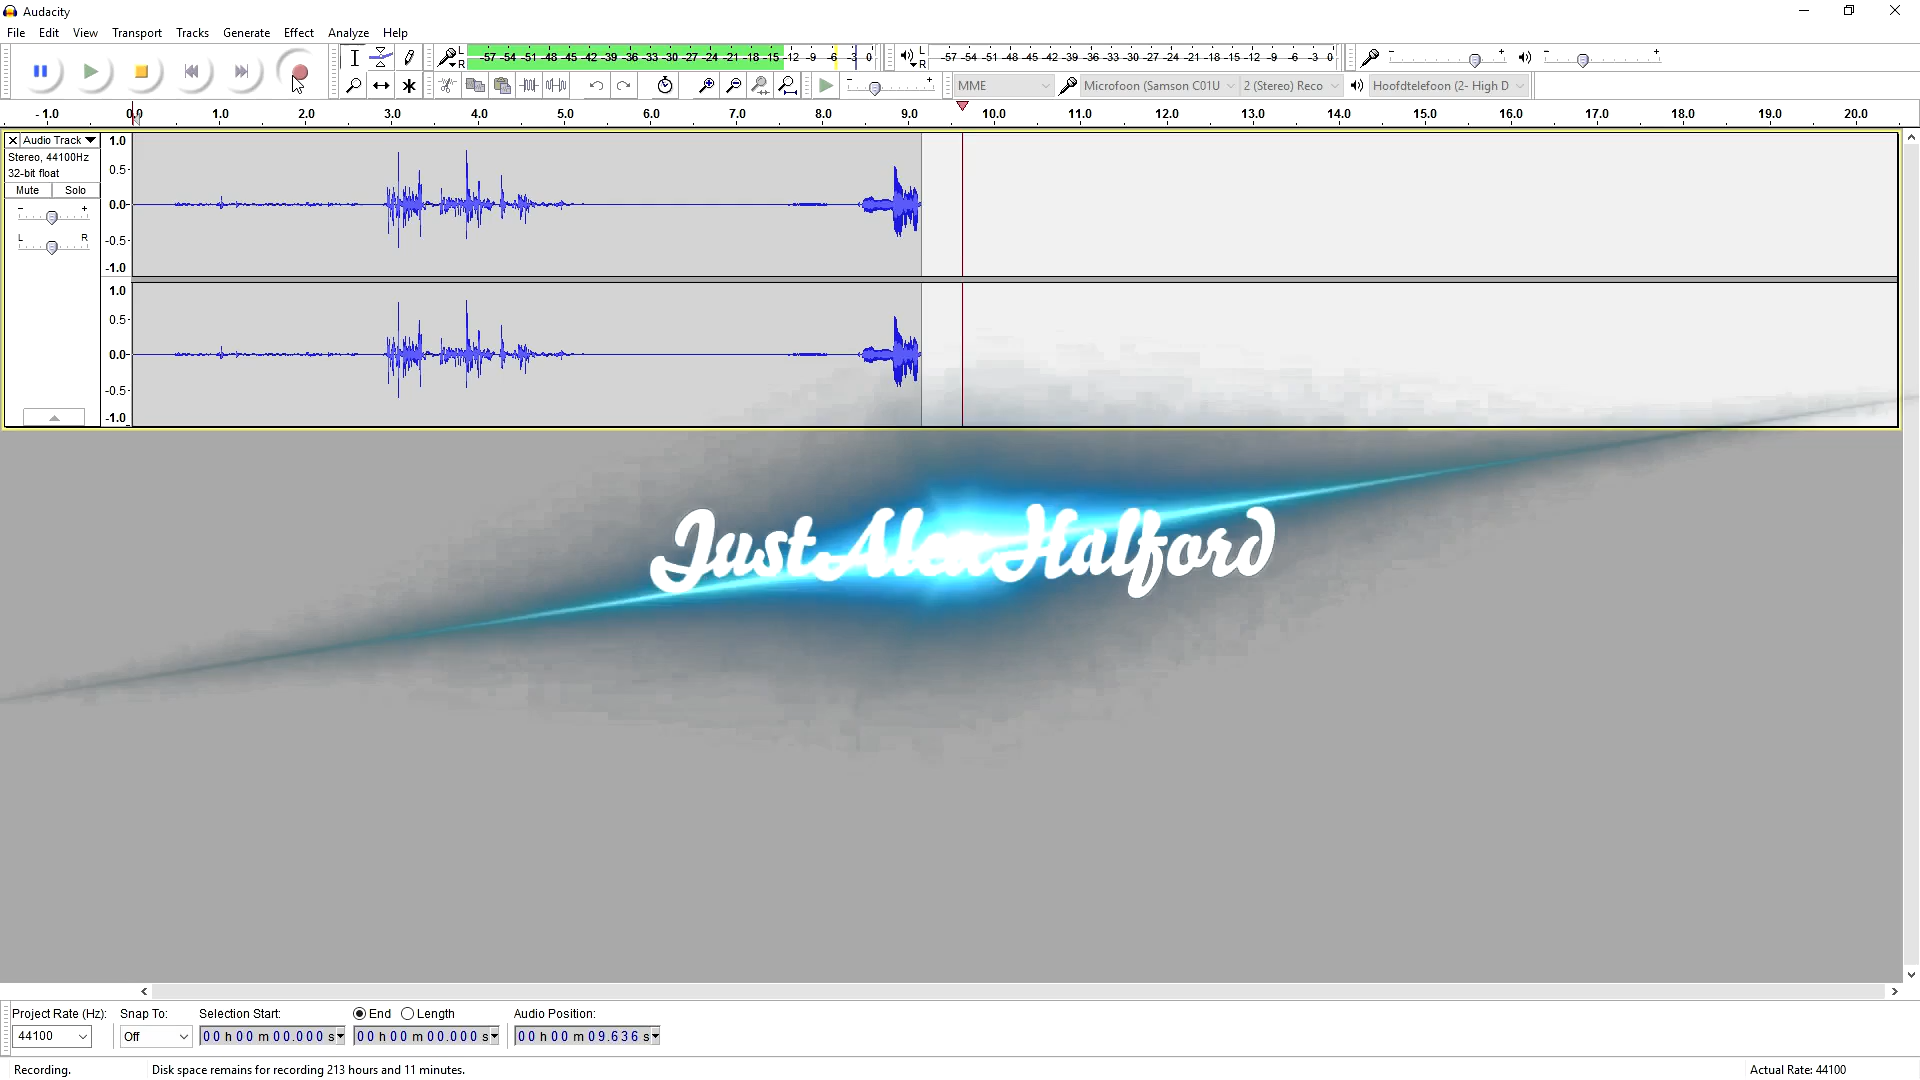 Audacity
File Edit View Transport Tracks Generate Effect Analyze Help
L R -57 -54 -51 -48 -45 -42 -39 -36 -33 -30 -27 -24 -21 -18 -15 -12 -9 -6 -3 0 L R -57 -54 -51 -48 -45 -42 -39 -36 -33 -30 -27 -24 -21 -18 -15 -12 -9 -6 -3 0 - + - +
- + MME Microfoon (Samson C01U 2 (Stereo) Reco Hoofdtelefoon (2- High D
-1.0 0.0 1.0 2.0 3.0 4.0 5.0 6.0 7.0 8.0 9.0 10.0 11.0 12.0 13.0 14.0 15.0 16.0 17.0 18.0 19.0 20.0
Audio Track 1.0
Stereo, 44100Hz
32-bit float 0.5
Mute Solo
- + 0.0
L R -0.5
-1.0
1.0
0.5
0.0
-0.5
-1.0
JustAlexHalford
Project Rate (Hz): Snap To: Selection Start: End Length Audio Position:
44100 Off 00 h 00 m 00.000 s 00 h 00 m 00.000 s 00 h 00 m 09.636 s
Recording. Disk space remains for recording 213 hours and 11 minutes. Actual Rate: 44100